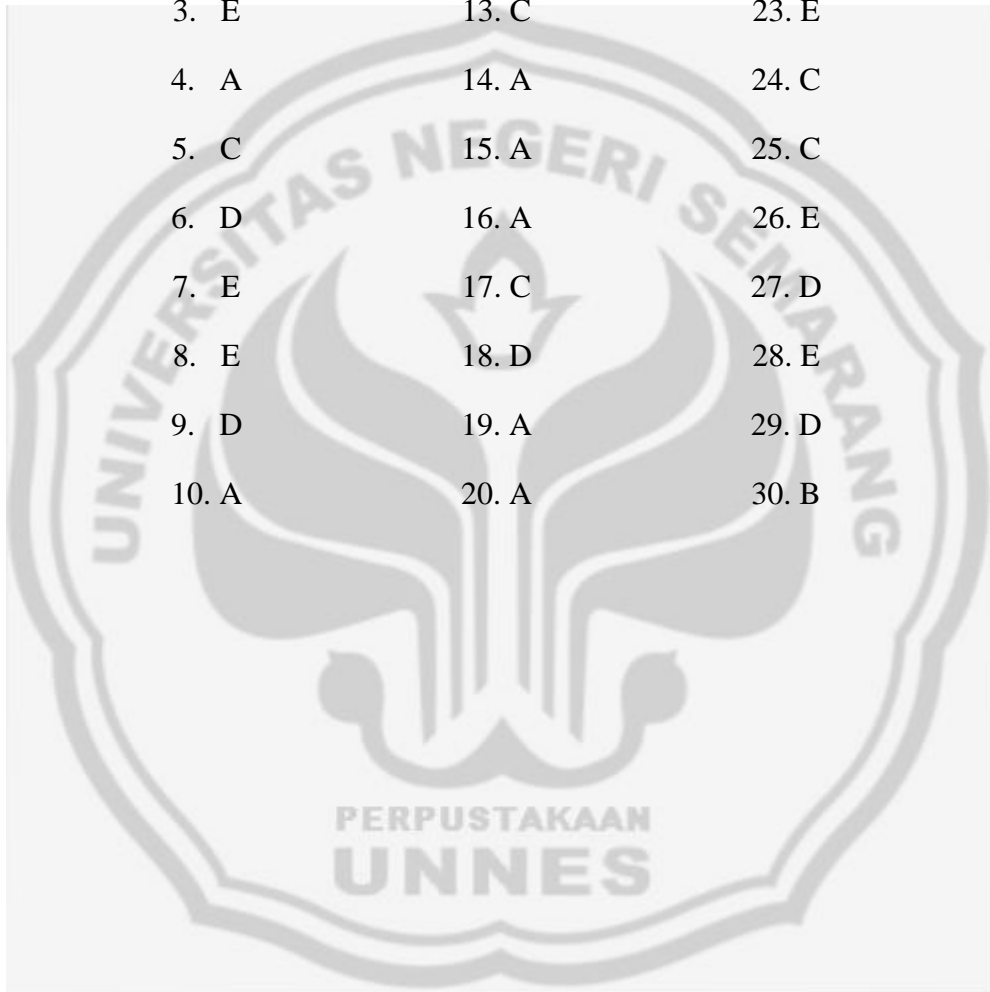 3. E 13. C 23. E
4. A 14. A 24. C
5. C 15. A 25. C
6. D 16. A 26. E
7. E 17. C 27. D
8. E 18. D 28. E
9. D 19. A 29. D
10. A 20. A 30. B
UNIVERSITAS NEGERI SEMARANG
PERPUSTAKAAN
UNNES